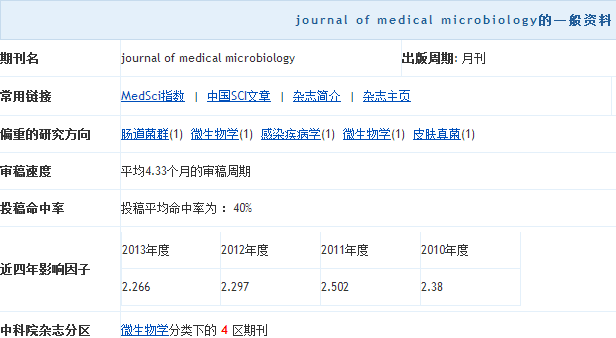 journal of medical microbiology的一般资料
期刊名 journal of medical microbiology 出版周期: 月刊
常用链接 MedSci指数 | 中国SCI文章 | 杂志简介 | 杂志主页
偏重的研究方向 肠道菌群(1) 微生物学(1) 感染疾病学(1) 微生物学(1) 皮肤真菌(1)
审稿速度 平均4.33个月的审稿周期
投稿命中率 投稿平均命中率为 : 40%
近四年影响因子
2013年度 2012年度 2011年度 2010年度
2.266 2.297 2.502 2.38
中科院杂志分区 微生物学分类下的 4 区期刊